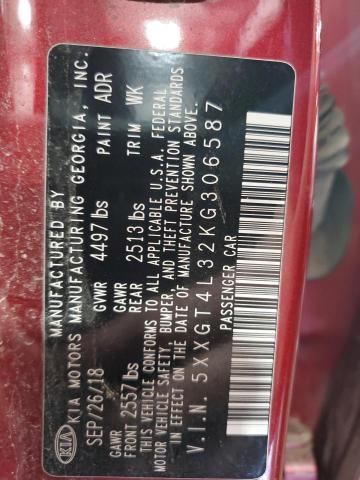 KIA
MANUFACTURED BY
KIA MOTORS MANUFACTURING GEORGIA, INC.
SEP/26/18 GVWR 4497 lbs PAINT ADR
GAWR FRONT 2557 lbs GAWR REAR 2513 lbs TRIM WK
THIS VEHICLE CONFORMS TO ALL APPLICABLE U.S.A. FEDERAL
MOTOR VEHICLE SAFETY, BUMPER, AND THEFT PREVENTION STANDARDS
IN EFFECT ON THE DATE OF MANUFACTURE SHOWN ABOVE.
V.I.N. 5XXGT4L32KG306587
PASSENGER CAR